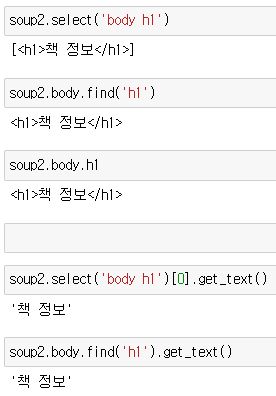 soup2.select('body h1')
[<h1>책 정보</h1>]
soup2.body.find('h1')
<h1>책 정보</h1>
soup2.body.h1
<h1>책 정보</h1>
soup2.select('body h1')[0].get_text()
'책 정보'
soup2.body.find('h1').get_text()
'책 정보'